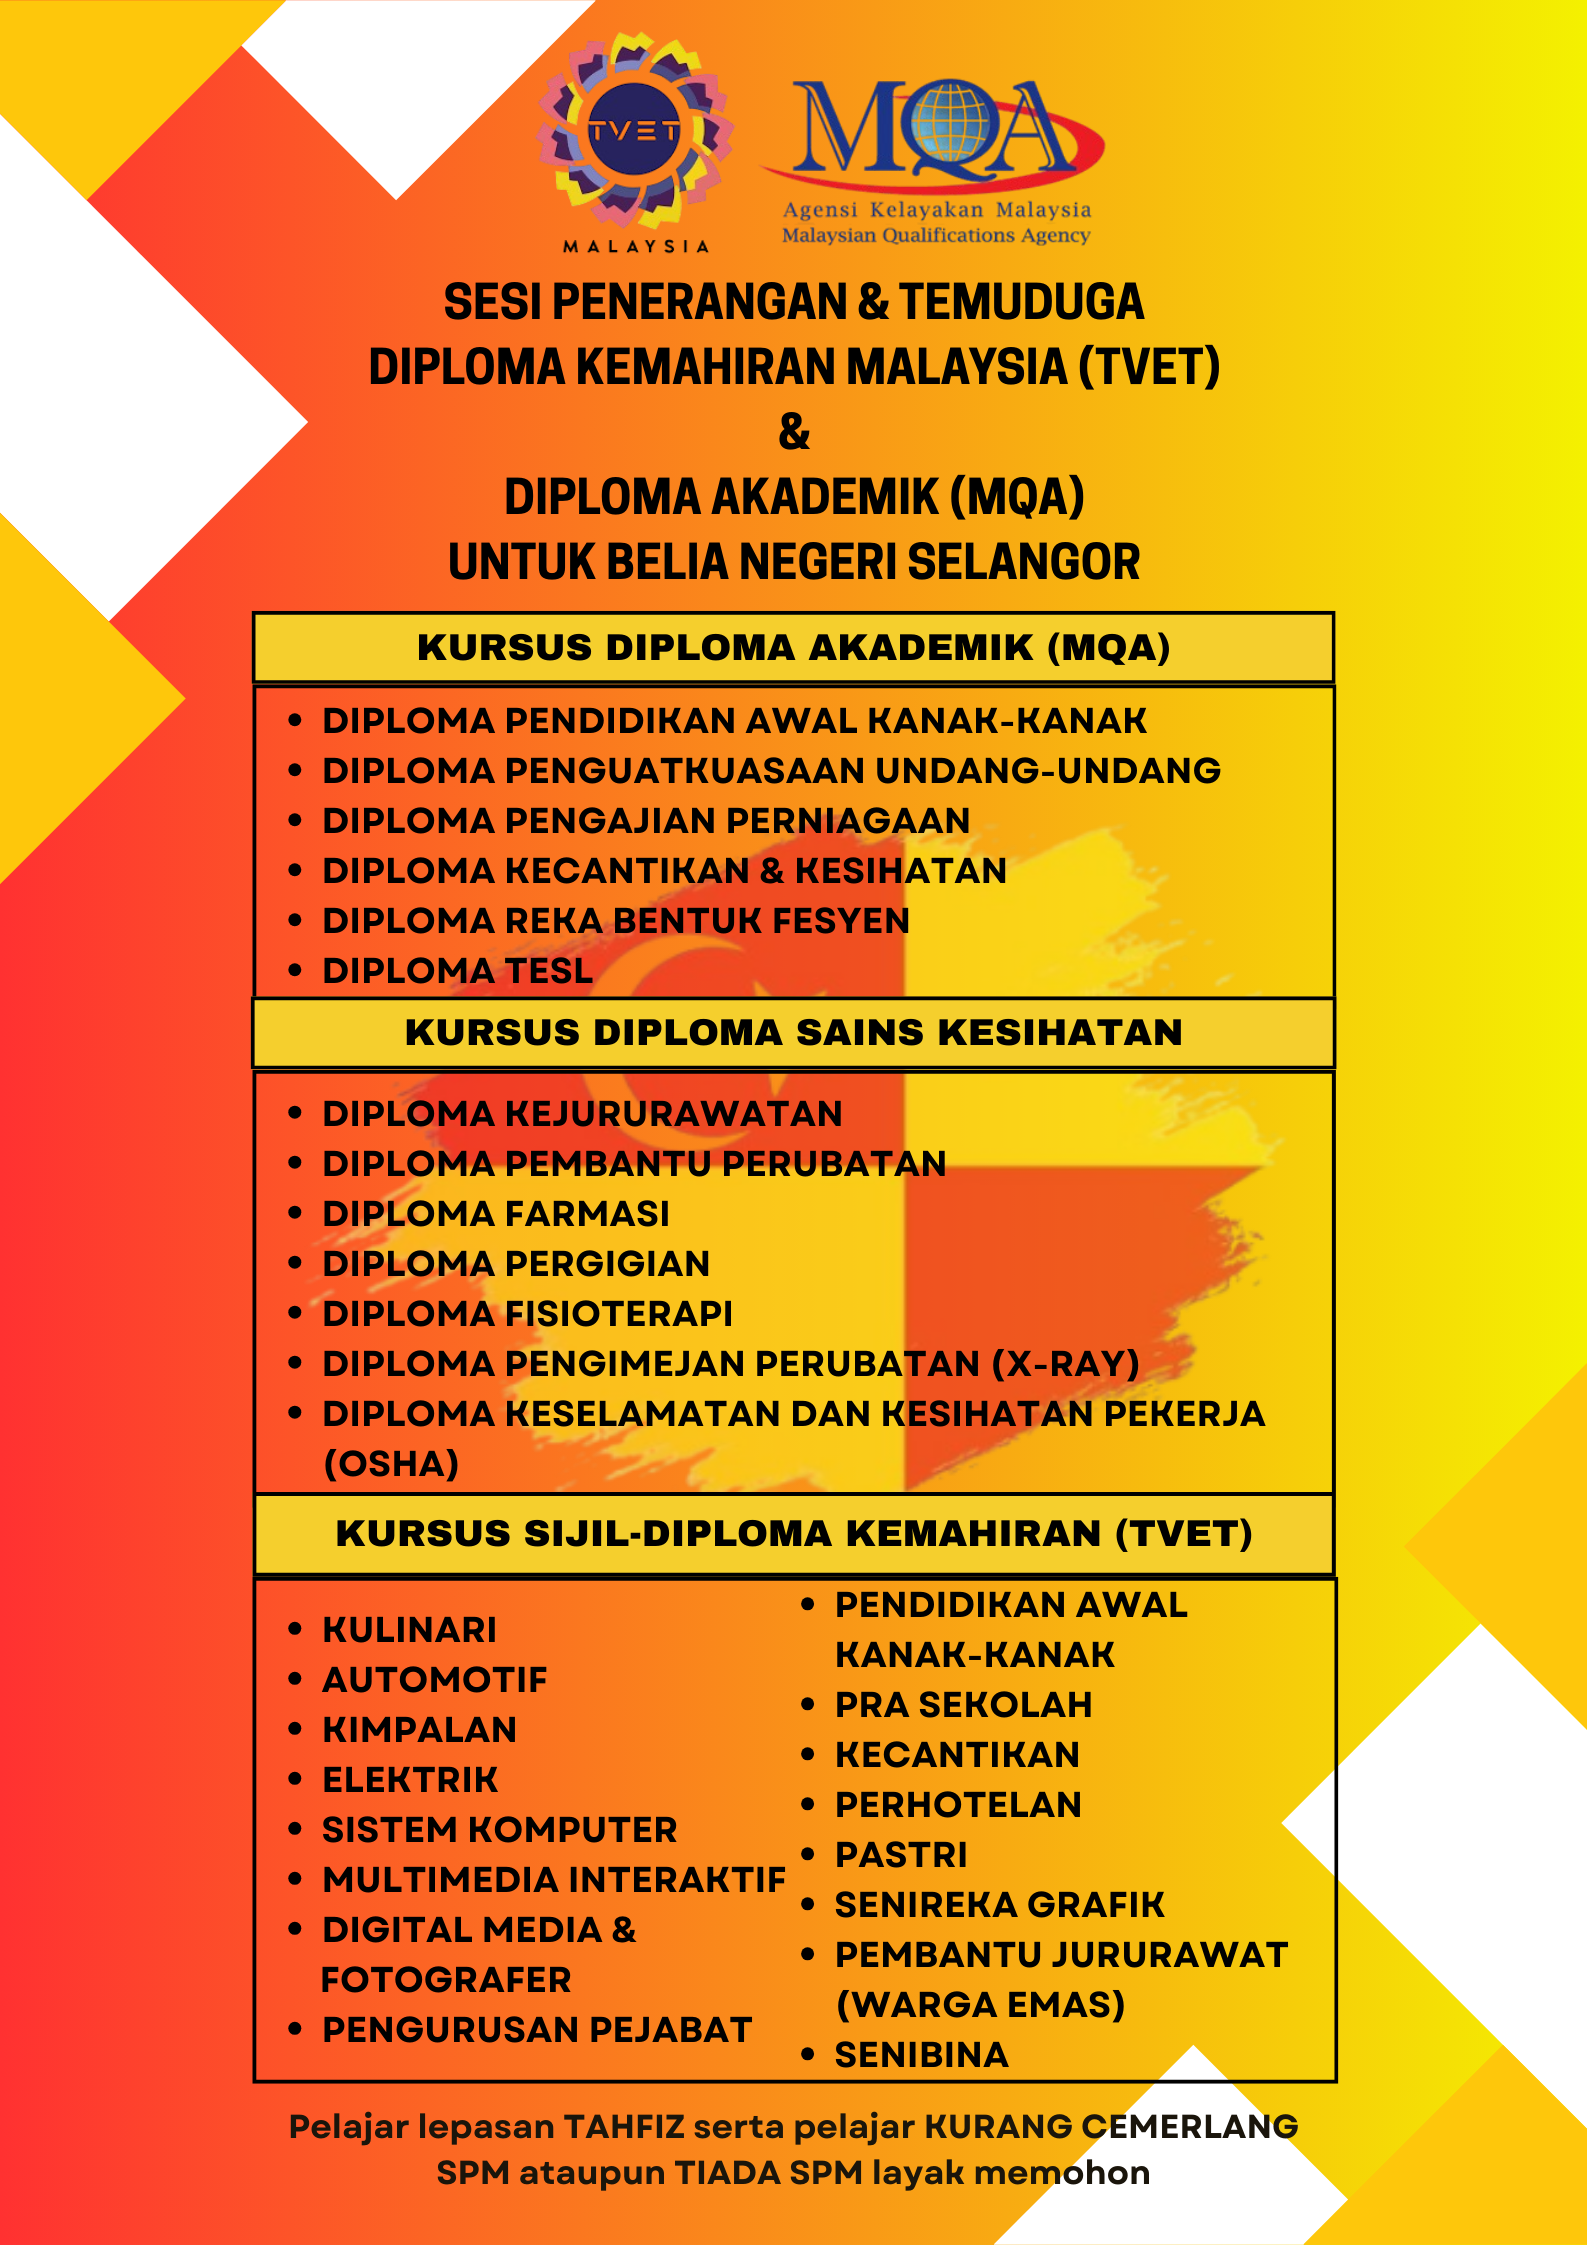 TVET
MALAYSIA
MQA
Agensi Kelayakan Malaysia
Malaysian Qualifications Agency
SESI PENERANGAN & TEMUDUGA
DIPLOMA KEMAHIRAN MALAYSIA (TVET)
&
DIPLOMA AKADEMIK (MQA)
UNTUK BELIA NEGERI SELANGOR
KURSUS DIPLOMA AKADEMIK (MQA)
• DIPLOMA PENDIDIKAN AWAL KANAK-KANAK
• DIPLOMA PENGUATKUASAAN UNDANG-UNDANG
• DIPLOMA PENGAJIAN PERNIAGAAN
• DIPLOMA KECANTIKAN & KESIHATAN
• DIPLOMA REKA BENTUK FESYEN
• DIPLOMA TESL
KURSUS DIPLOMA SAINS KESIHATAN
• DIPLOMA KEJURURAWATAN
• DIPLOMA PEMBANTU PERUBATAN
• DIPLOMA FARMASI
• DIPLOMA PERGIGIAN
• DIPLOMA FISIOTERAPI
• DIPLOMA PENGIMEJAN PERUBATAN (X-RAY)
• DIPLOMA KESELAMATAN DAN KESIHATAN PEKERJA
(OSHA)
KURSUS SIJIL-DIPLOMA KEMAHIRAN (TVET)
• KULINARI
• AUTOMOTIF
• KIMPALAN
• ELEKTRIK
• SISTEM KOMPUTER
• MULTIMEDIA INTERAKTIF
• DIGITAL MEDIA &
FOTOGRAFER
• PENGURUSAN PEJABAT
• PENDIDIKAN AWAL
KANAK-KANAK
• PRA SEKOLAH
• KECANTIKAN
• PERHOTELAN
• PASTRI
• SENIREKA GRAFIK
• PEMBANTU JURURAWAT
(WARGA EMAS)
• SENIBINA
Pelajar lepasan TAHFIZ serta pelajar KURANG CEMERLANG
SPM ataupun TIADA SPM layak memohon